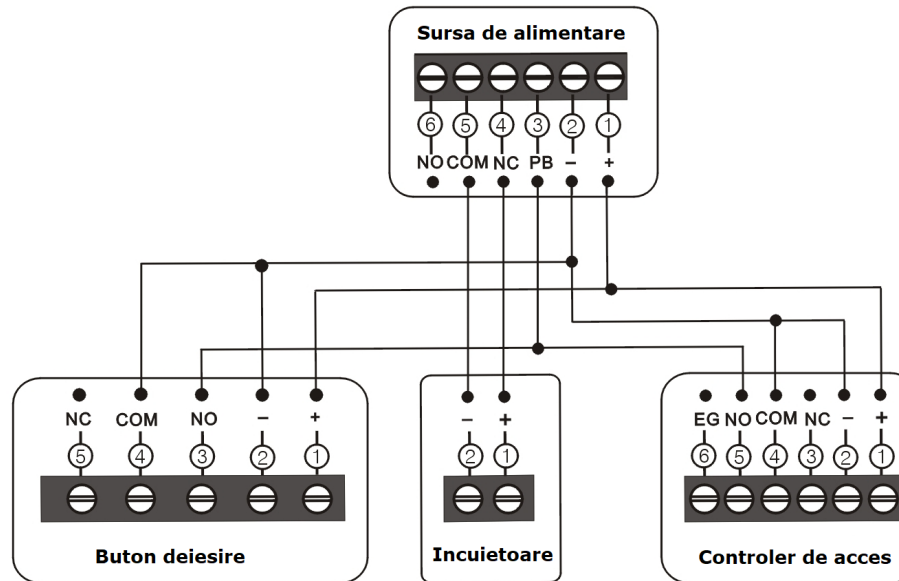 Sursa de alimentare
6 5 4 3 2 1
NO COM NC PB − +
NC COM NO − +
5 4 3 2 1
Buton deiesire
− +
2 1
Incuietoare
EG NO COM NC − +
6 5 4 3 2 1
Controler de acces